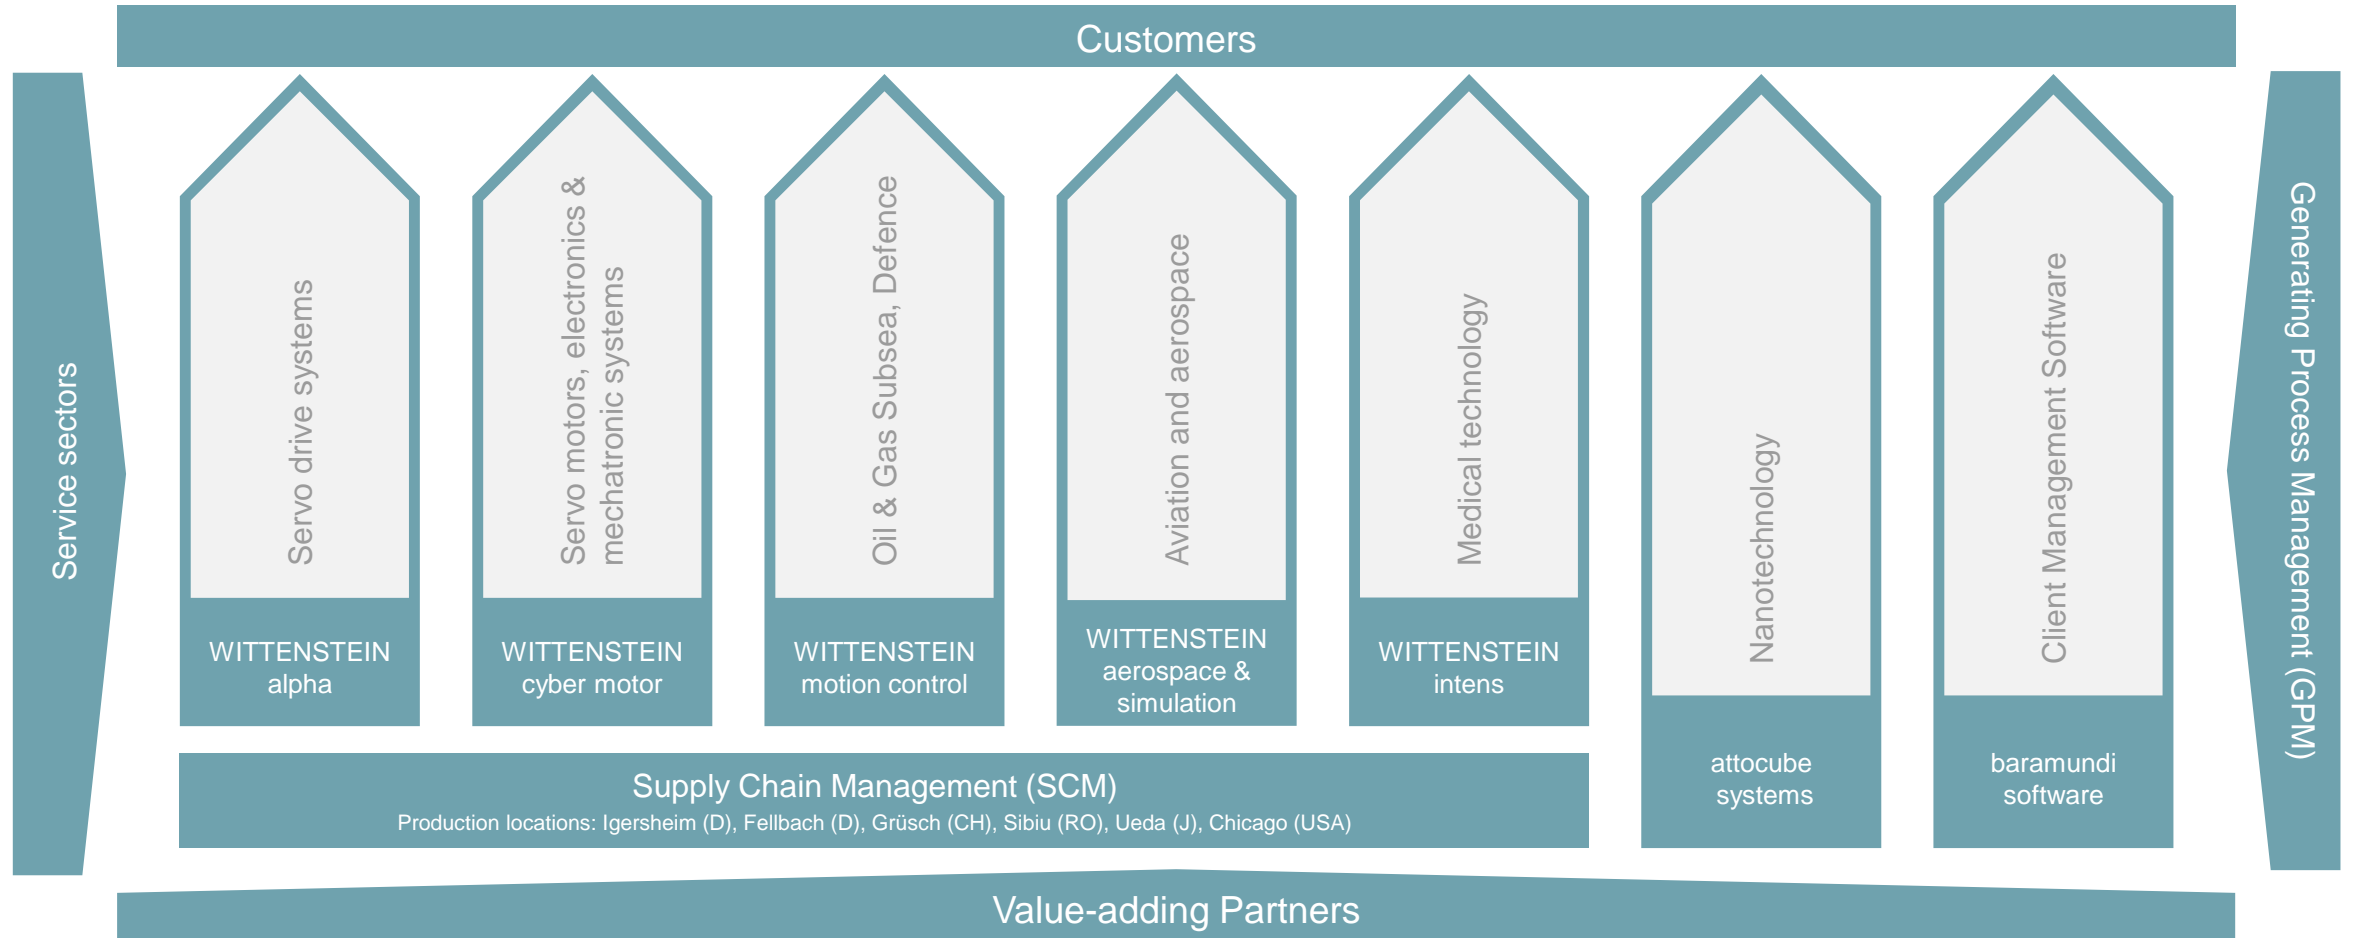 Customers
Service sectors
Servo drive systems
WITTENSTEIN
alpha
Servo motors, electronics &
mechatronic systems
WITTENSTEIN
cyber motor
Oil & Gas Subsea, Defence
WITTENSTEIN
motion control
Aviation and aerospace
WITTENSTEIN
aerospace &
simulation
Medical technology
WITTENSTEIN
intens
Nanotechnology
attocube
systems
Client Management Software
baramundi
software
Generating Process Management (GPM)
Supply Chain Management (SCM)
Production locations: Igersheim (D), Fellbach (D), Grüsch (CH), Sibiu (RO), Ueda (J), Chicago (USA)
Value-adding Partners